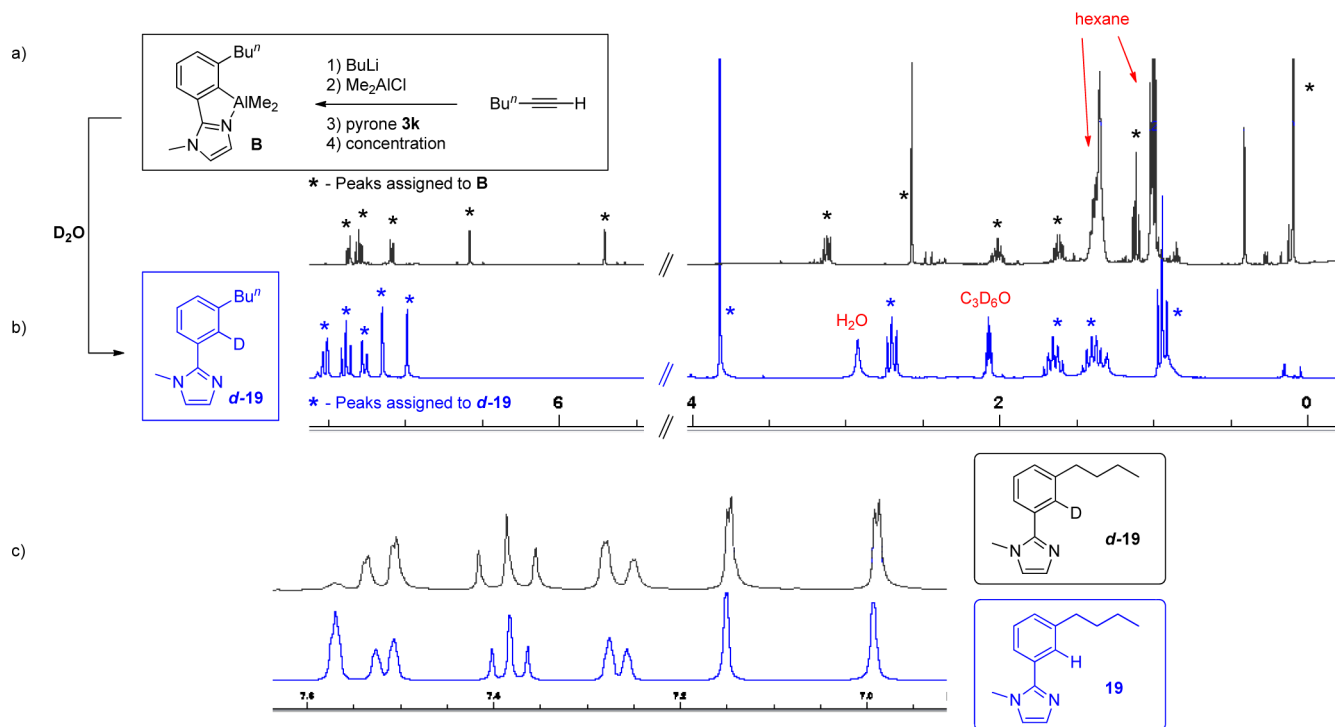 hexane
a)
Buⁿ
AlMe₂
N
N
B
1) BuLi
2) Me₂AlCl
3) pyrone 3k
4) concentration
Buⁿ
H
*
* - Peaks assigned to B
* * * * * * * * * *
D₂O
b)
Buⁿ
D
N
N
d-19
* * * * * * * * * *
H₂O
C₃D₆O
* - Peaks assigned to d-19
6
4
2
0
c)
D
N
N
d-19
H
N
N
19
7.6
7.4
7.2
7.0